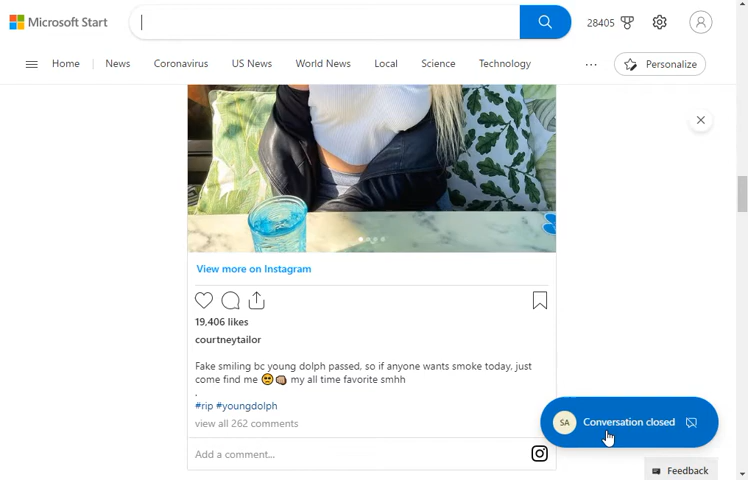 Microsoft Start
28405
Home
News
Coronavirus
US News
World News
Local
Science
Technology
...
Personalize
View more on Instagram
19,406 likes
courtneytailor
Fake smiling bc young dolph passed, so if anyone wants smoke today, just
come find me 🥺👊🏽 my all time favorite smhh
.
#rip #youngdolph
view all 262 comments
SA
Conversation closed
Add a comment...
Feedback